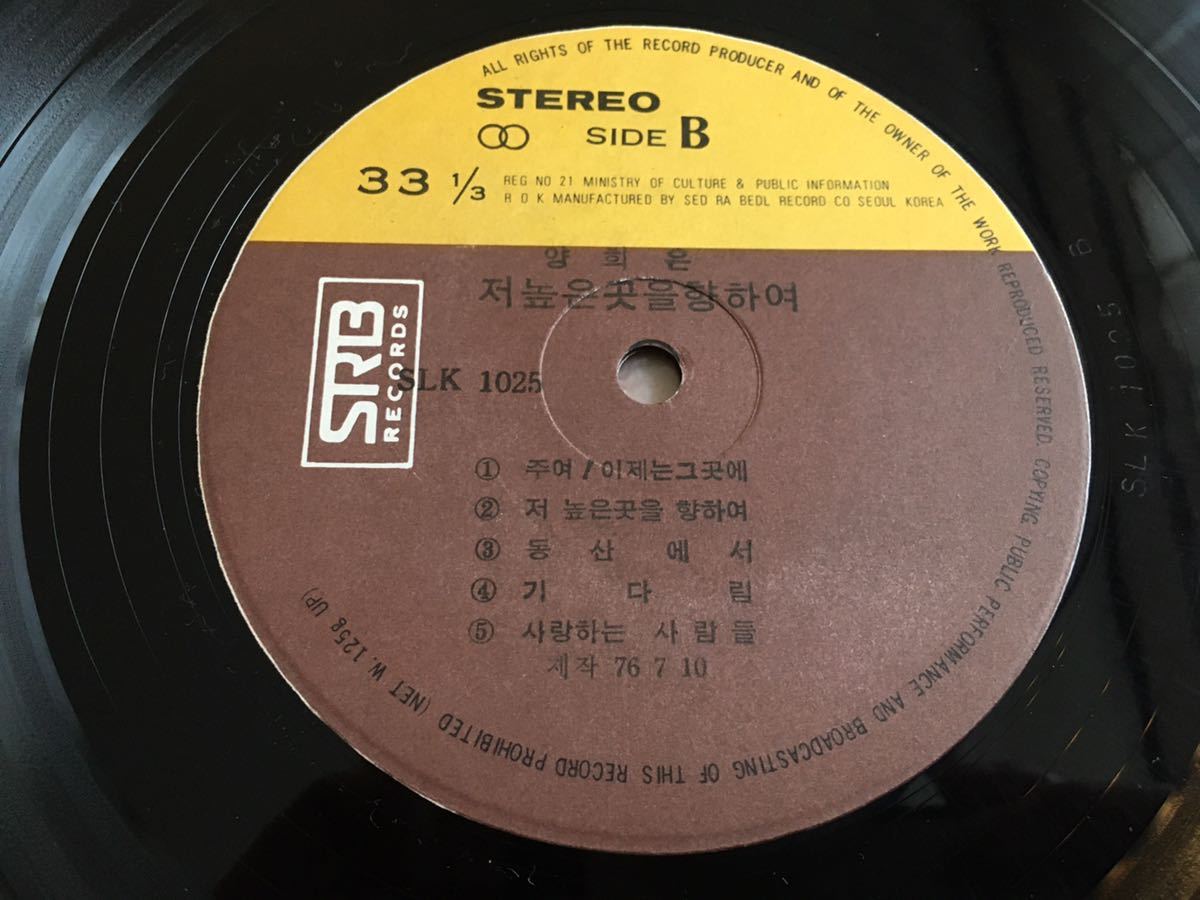 ALL RIGHTS OF THE RECORD PRODUCER AND OF THE OWNER OF THE WORK REPRODUCED RESERVED. COPYING, PUBLIC PERFORMANCE AND BROADCASTING OF THIS RECORD PROHIBITED (NET W. 125g UP)
STEREO
SIDE B
33 1/3
REG NO 21 MINISTRY OF CULTURE & PUBLIC INFORMATION
R O K MANUFACTURED BY SED RA BEDL RECORD CO SEOUL KOREA
양 희 은
저높은곳을향하여
SRB
RECORDS
SLK 1025
① 주여! 이제는그곳에
② 저 높은곳을 향하여
③ 동 산 에 서
④ 기 다 림
⑤ 사랑하는 사람들
제작 76 7 10
SLK 1025 B